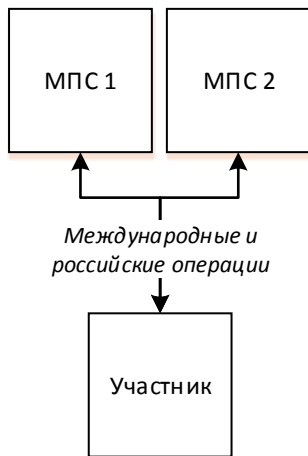 МПС 1
МПС 2
Международные и
российские операции
Участник